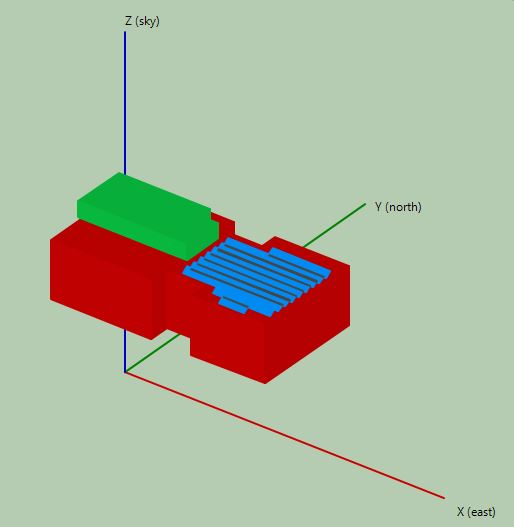 Z (sky)
Y (north)
X (east)